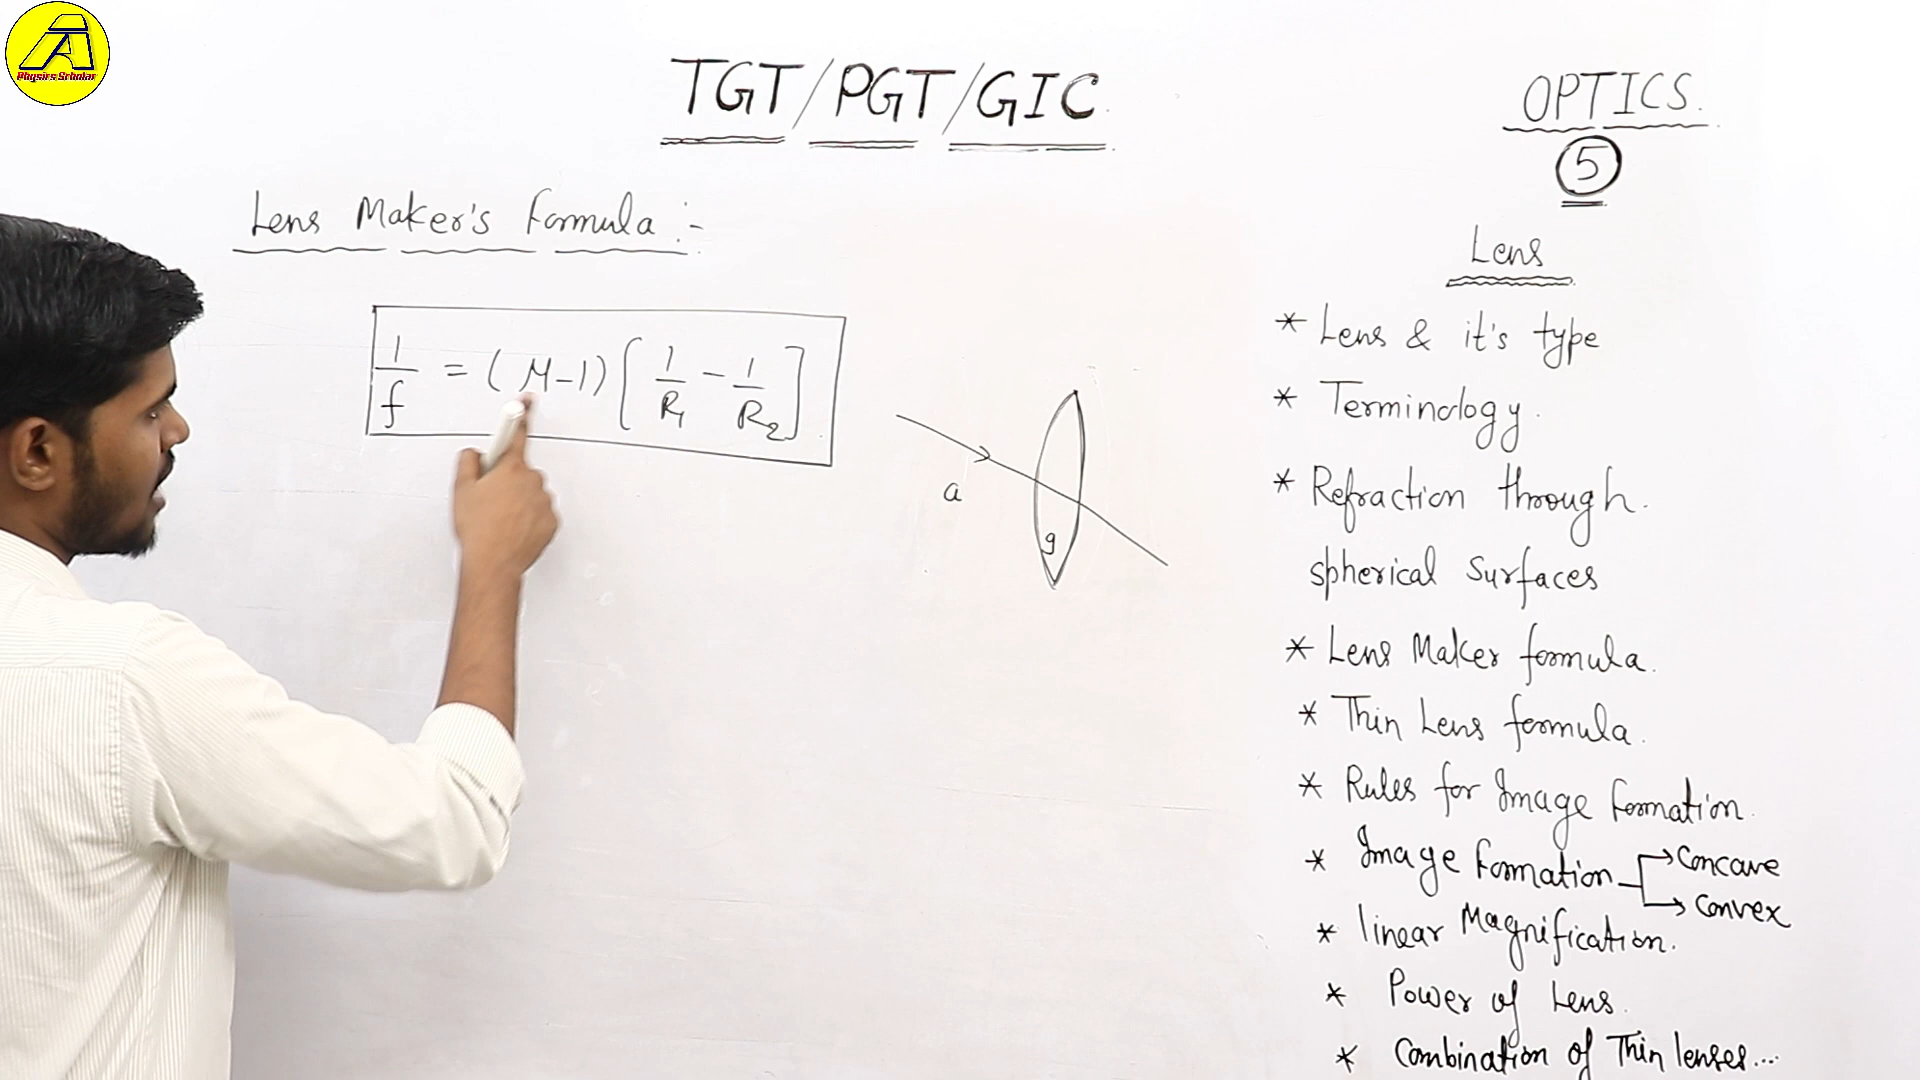 A
Physics Scholar
TGT/PGT/GIC
OPTICS.
5
Lens Maker's formula :-
1/f = (μ-1) [1/R₁ - 1/R₂]
a
g
Lens
* Lens & it's type
* Terminology.
* Refraction through.
spherical surfaces
* Lens Maker formula.
* Thin Lens formula.
* Rules for Image formation.
* Image formation → Concave
→ Convex
* linear Magnification.
* Power of Lens.
* Combination of Thin lenses...